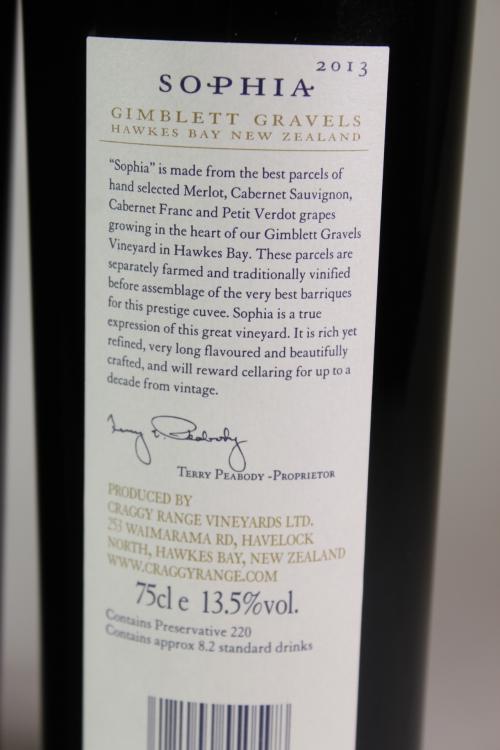 2013
SOPHIA
GIMBLETT GRAVELS
HAWKES BAY NEW ZEALAND
"Sophia" is made from the best parcels of
hand selected Merlot, Cabernet Sauvignon,
Cabernet Franc and Petit Verdot grapes
growing in the heart of our Gimblett Gravels
Vineyard in Hawkes Bay. These parcels are
separately farmed and traditionally vinified
before assemblage of the very best barriques
for this prestige cuvee. Sophia is a true
expression of this great vineyard. It is rich yet
refined, very long flavoured and beautifully
crafted, and will reward cellaring for up to a
decade from vintage.
Terry E. Peabody
TERRY PEABODY -PROPRIETOR
PRODUCED BY
CRAGGY RANGE VINEYARDS LTD.
253 WAIMARAMA RD, HAVELOCK
NORTH, HAWKES BAY, NEW ZEALAND
WWW.CRAGGYRANGE.COM
75cl e 13.5%vol.
Contains Preservative 220
Contains approx 8.2 standard drinks